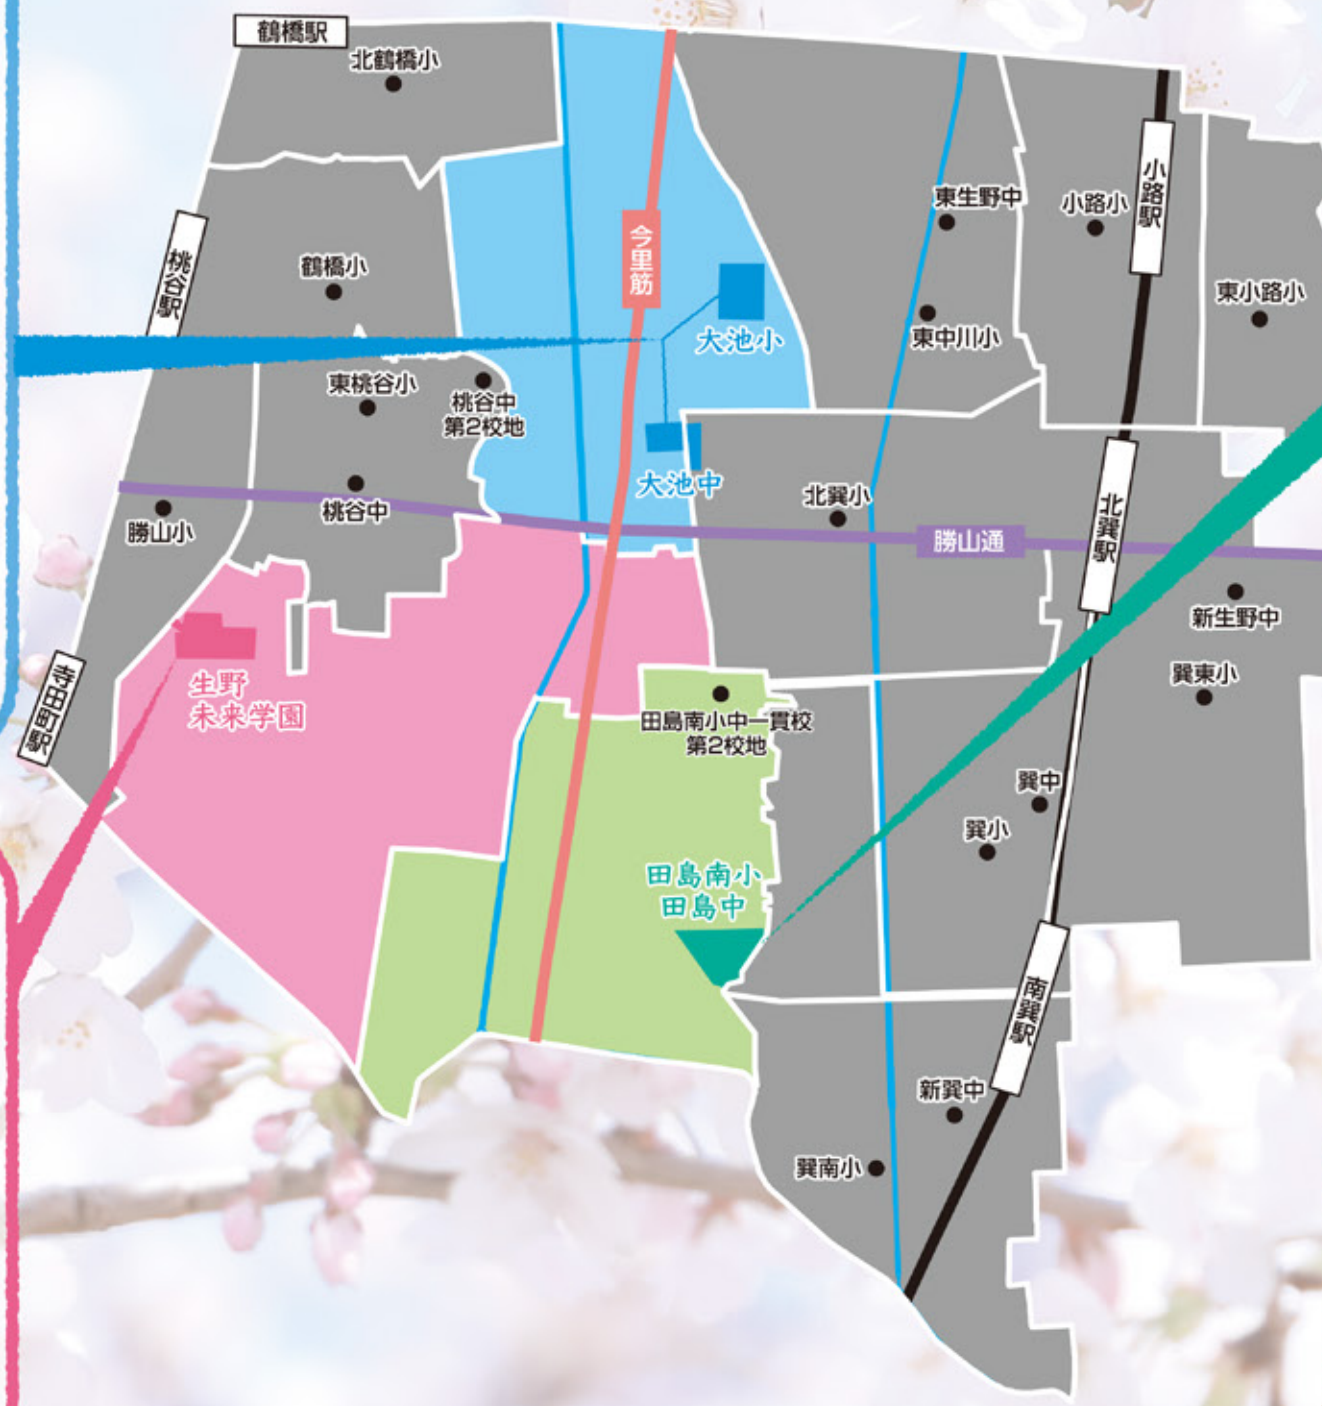 鶴橋駅
北鶴橋小
小路駅
東生野中
小路小
今里筋
桃谷駅
鶴橋小
東小路小
大池小
東中川小
東桃谷小
桃谷中
第2校地
大池中
北巽小
桃谷中
勝山小
勝山通
北巽駅
新生野中
巽東小
寺田町駅
生野
未来学園
田島南小中一貫校
第2校地
巽中
巽小
田島南小
田島中
南巽駅
新巽中
巽南小